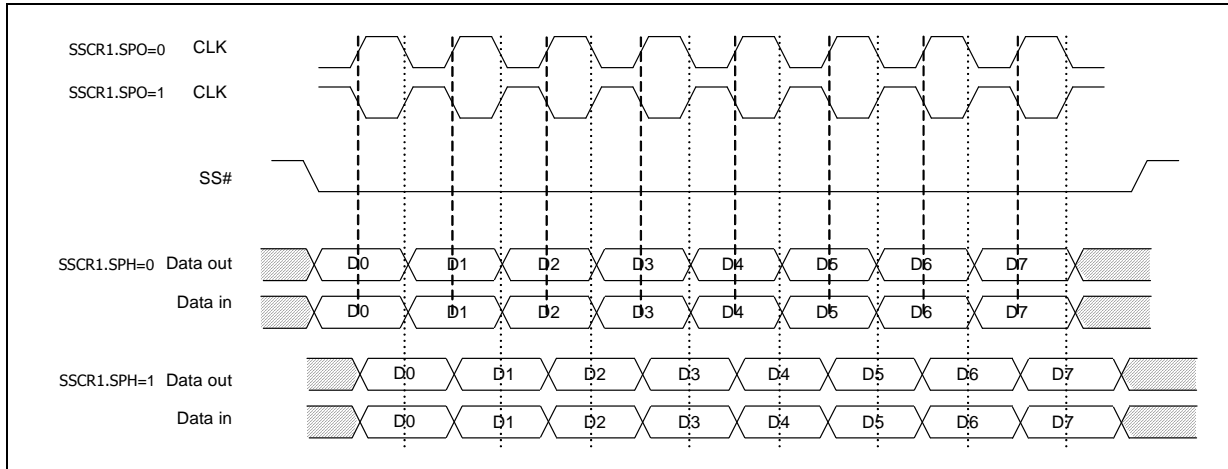 SSCR1.SPO=0 CLK
SSCR1.SPO=1 CLK
SS#
SSCR1.SPH=0 Data out D0 D1 D2 D3 D4 D5 D6 D7
Data in D0 D1 D2 D3 D4 D5 D6 D7
SSCR1.SPH=1 Data out D0 D1 D2 D3 D4 D5 D6 D7
Data in D0 D1 D2 D3 D4 D5 D6 D7